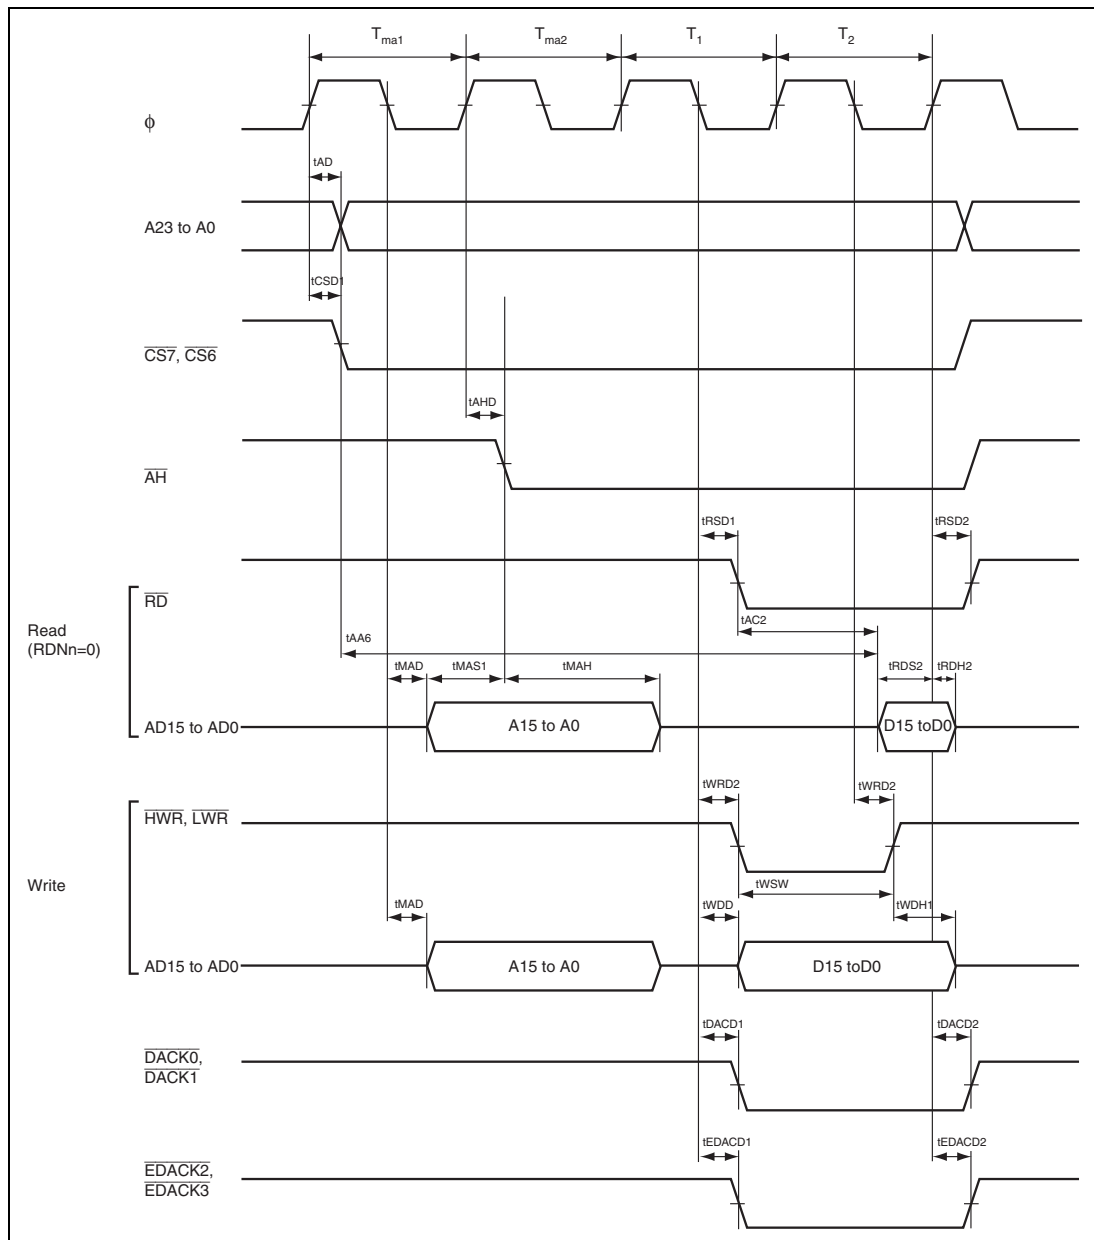 Tma1 Tma2 T1 T2
ϕ
tAD
A23 to A0
tCSD1
CS7, CS6
tAHD
AH
tRSD1 tRSD2
RD
Read
(RDNn=0)
tAC2
tAA6
tMAD tMAS1 tMAH tRDS2 tRDH2
AD15 to AD0 A15 to A0 D15 toD0
tWRD2 tWRD2
HWR, LWR
Write
tWSW
tMAD tWDD tWDH1
AD15 to AD0 A15 to A0 D15 toD0
tDACD1 tDACD2
DACK0,
DACK1
tEDACD1 tEDACD2
EDACK2,
EDACK3